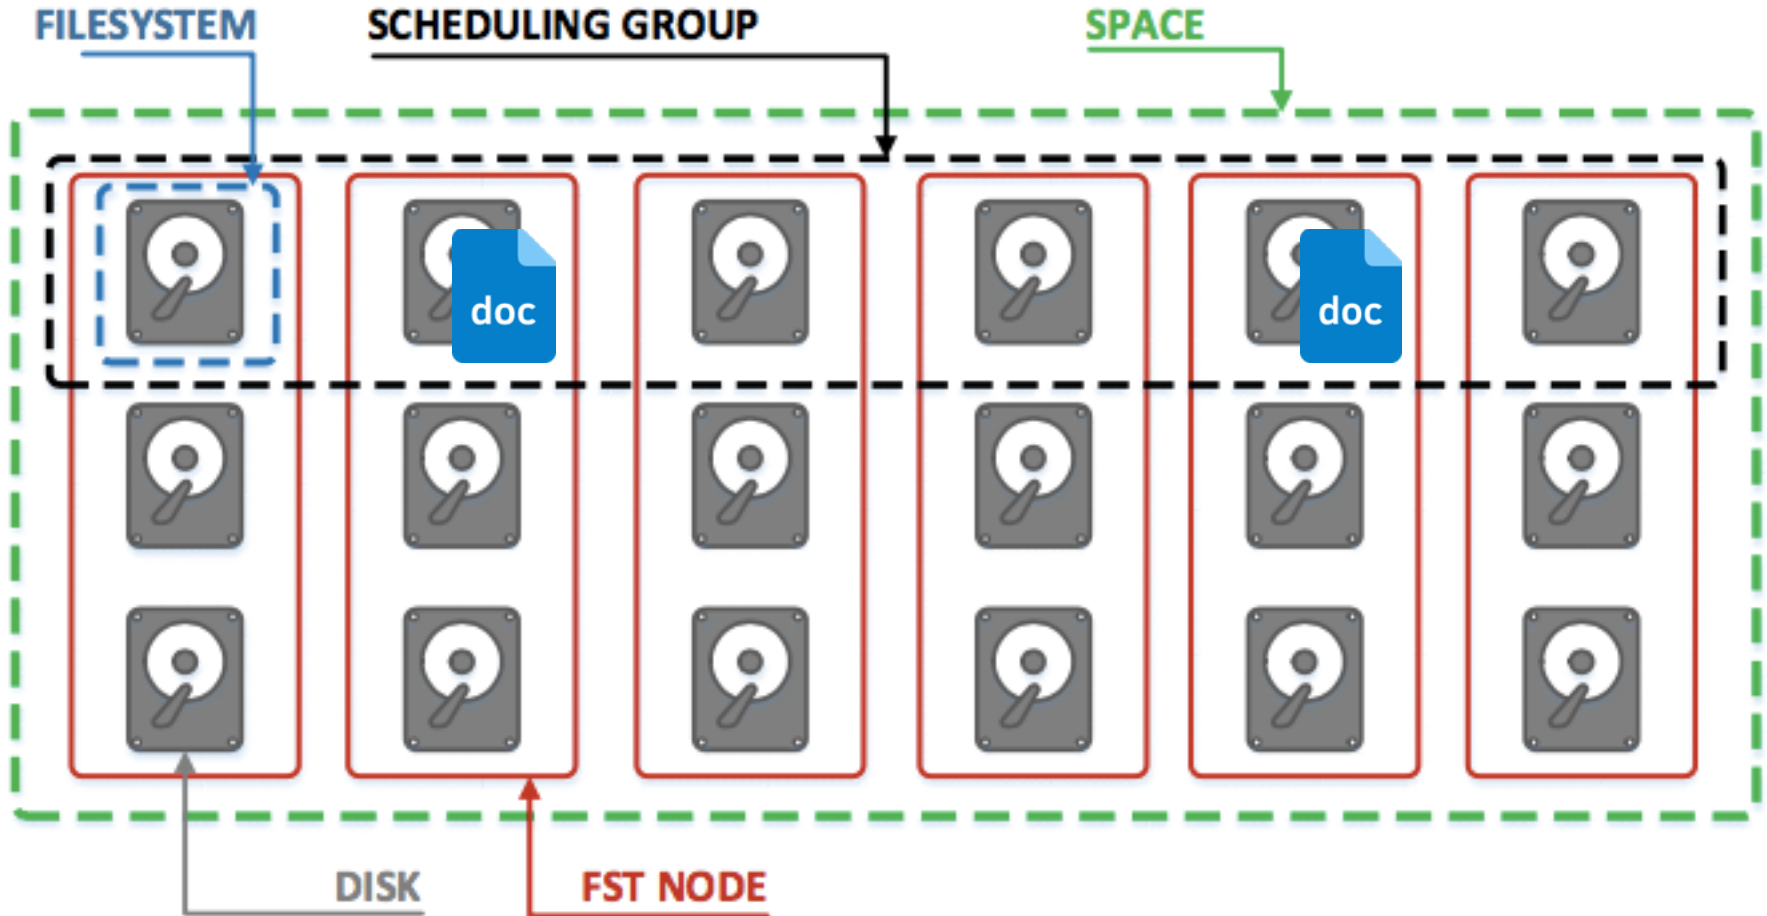 FILESYSTEM
SCHEDULING GROUP
SPACE
doc
doc
DISK
FST NODE